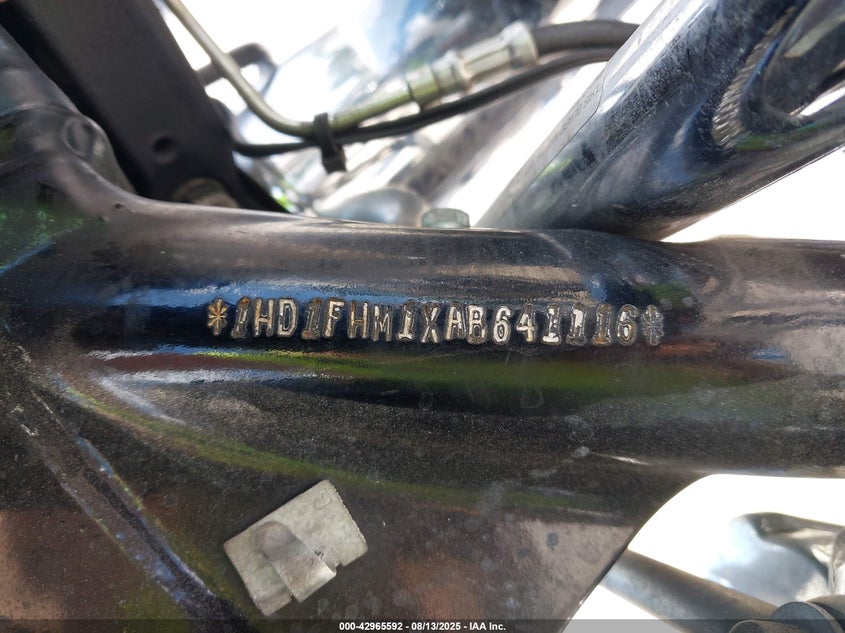 *1HD1FHM1XAB641116*
000-42965592 - 08/13/2025 - IAA Inc.